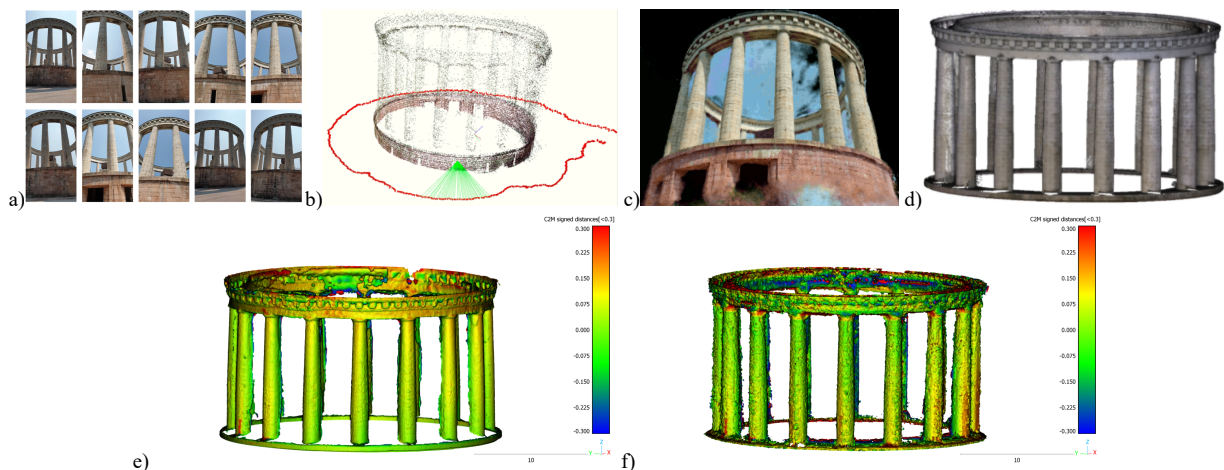 a)
b)
c)
d)
C2M signed distances[<0.3]
0.300
0.225
0.150
0.075
0.000
-0.075
-0.150
-0.225
-0.300
Z
Y X
10
e)
C2M signed distances[<0.3]
0.300
0.225
0.150
0.075
0.000
-0.075
-0.150
-0.225
-0.300
Z
Y X
10
f)